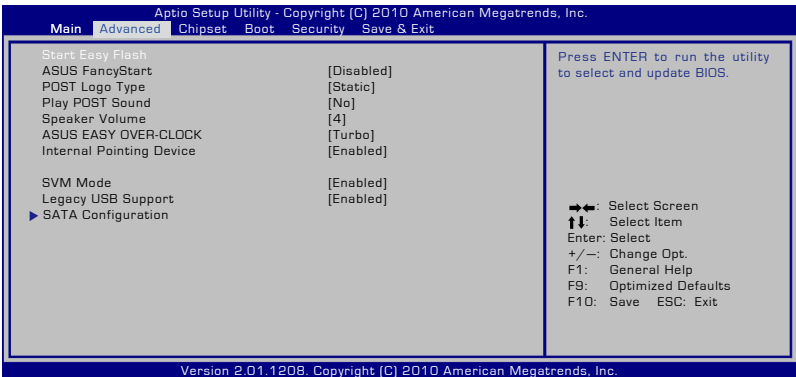 Aptio Setup Utility - Copyright (C) 2010 American Megatrends, Inc.
Main Advanced Chipset Boot Security Save & Exit
Start Easy Flash
ASUS FancyStart [Disabled]
POST Logo Type [Static]
Play POST Sound [No]
Speaker Volume [4]
ASUS EASY OVER-CLOCK [Turbo]
Internal Pointing Device [Enabled]
SVM Mode [Enabled]
Legacy USB Support [Enabled]
SATA Configuration
Press ENTER to run the utility
to select and update BIOS.
→←: Select Screen
↑↓: Select Item
Enter: Select
+/—: Change Opt.
F1: General Help
F9: Optimized Defaults
F10: Save ESC: Exit
Version 2.01.1208. Copyright (C) 2010 American Megatrends, Inc.